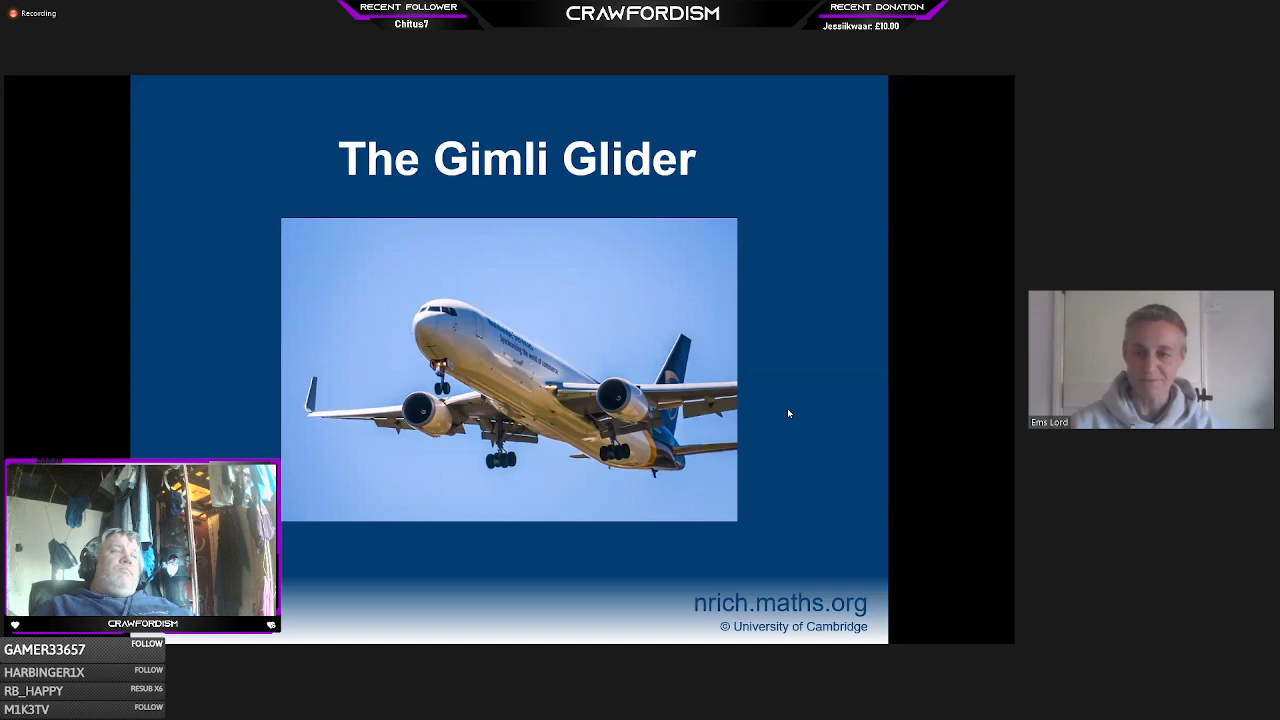 Recording
RECENT FOLLOWER
Chitus7
CRAWFORDISM
RECENT DONATION
Jessiikwaar: £10.00
The Gimli Glider
Ems Lord
CRAWFORDISM
nrich.maths.org
© University of Cambridge
GAMER33657 FOLLOW
HARBINGER1X FOLLOW
RB_HAPPY RESUB X6
M1K3TV FOLLOW